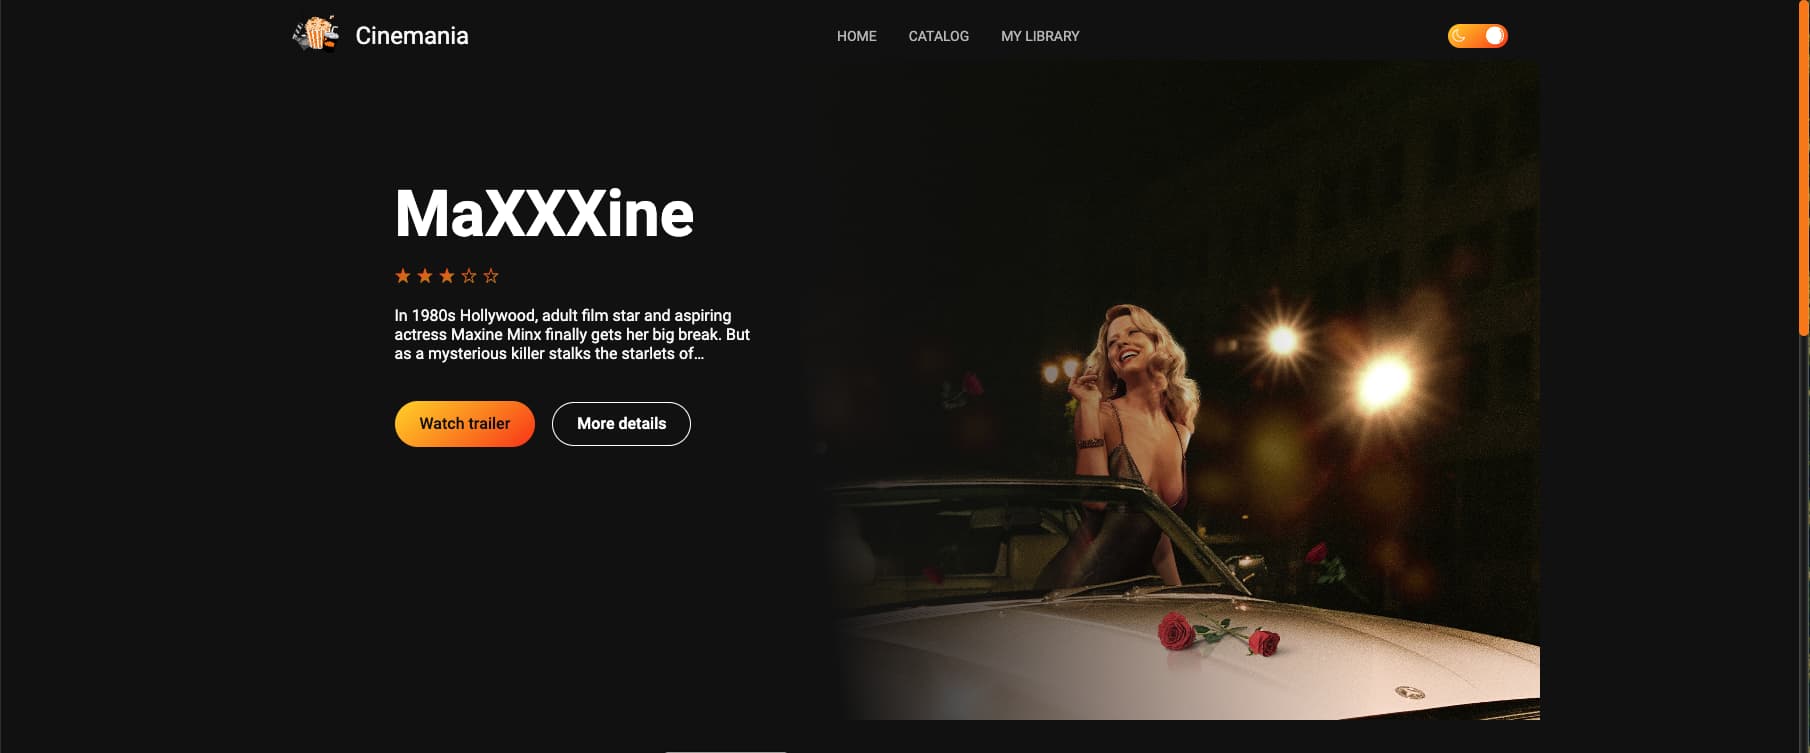 Cinemania
HOME
CATALOG
MY LIBRARY
MaXXXine
In 1980s Hollywood, adult film star and aspiring
actress Maxine Minx finally gets her big break. But
as a mysterious killer stalks the starlets of…
Watch trailer
More details